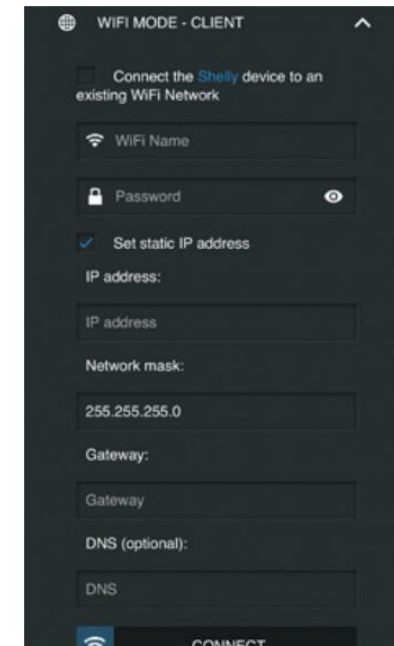 WIFI MODE - CLIENT
Connect the Shelly device to an
existing WiFi Network
WiFi Name
Password
Set static IP address
IP address:
IP address
Network mask:
255.255.255.0
Gateway:
Gateway
DNS (optional):
DNS
CONNECT